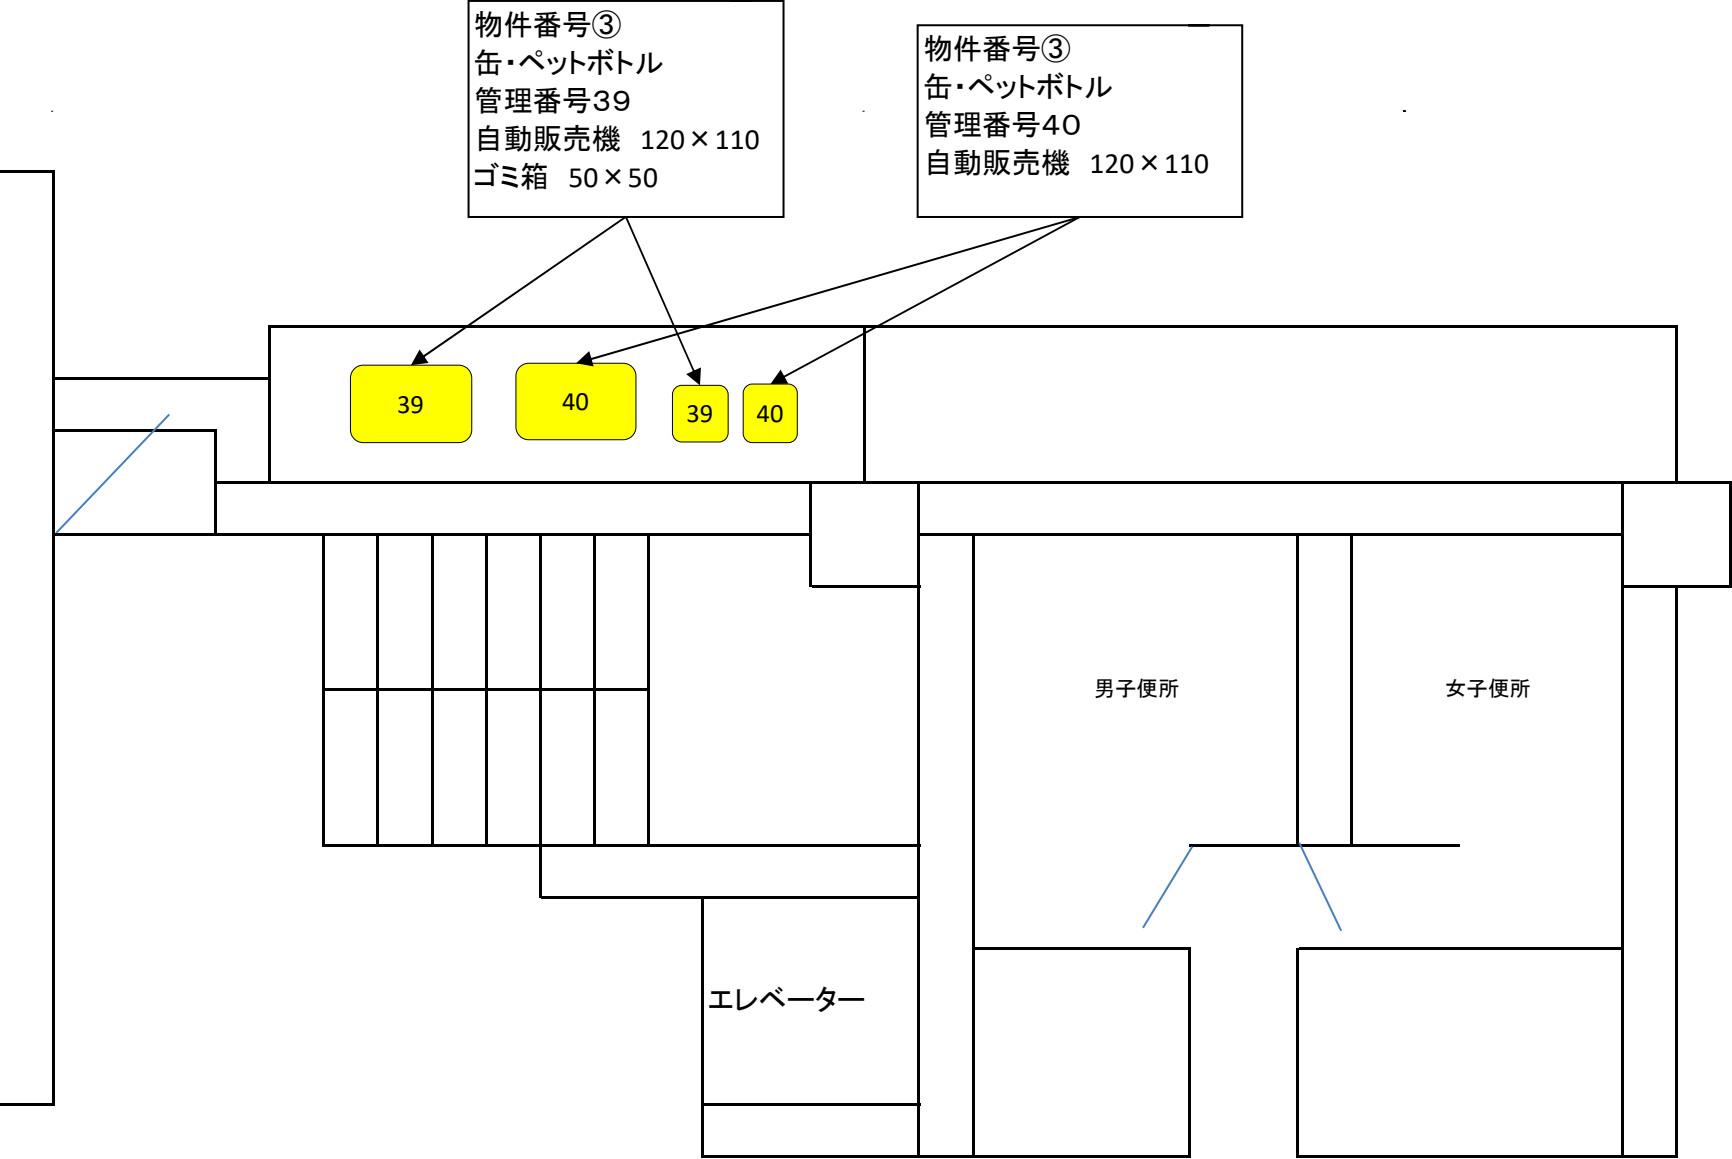 物件番号③
缶・ペットボトル
管理番号39
自動販売機　120×110
ゴミ箱　50×50
物件番号③
缶・ペットボトル
管理番号40
自動販売機　120×110
39
40
39
40
男子便所
女子便所
エレベーター